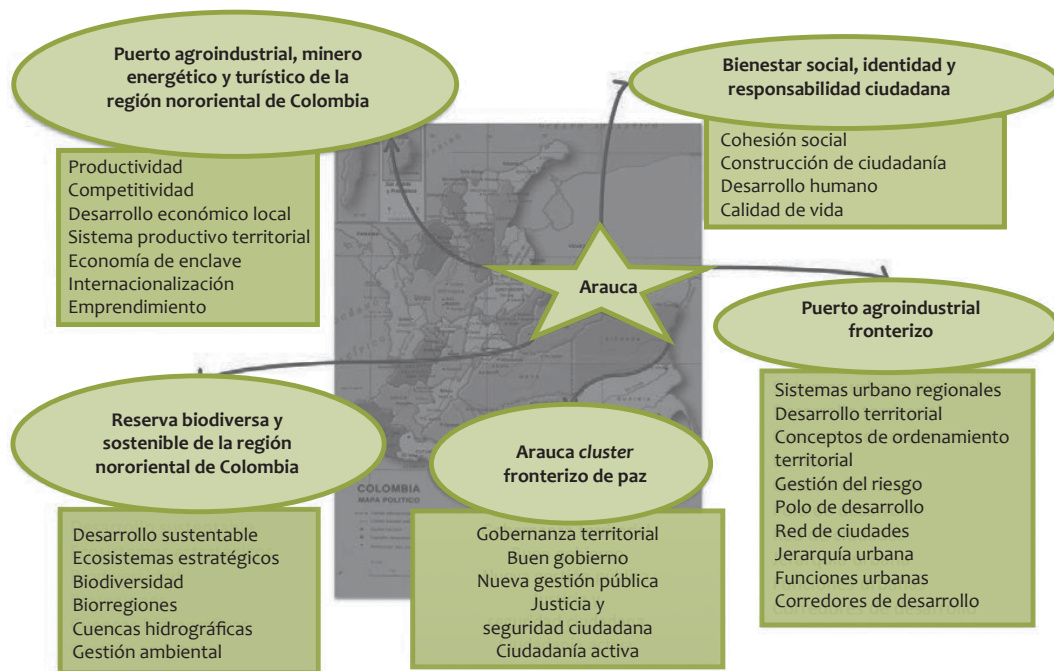 Puerto agroindustrial, minero
energético y turístico de la
región nororiental de Colombia
Productividad
Competitividad
Desarrollo económico local
Sistema productivo territorial
Economía de enclave
Internacionalización
Emprendimiento
Bienestar social, identidad y
responsabilidad ciudadana
Cohesión social
Construcción de ciudadanía
Desarrollo humano
Calidad de vida
Arauca
Puerto agroindustrial
fronterizo
Sistemas urbano regionales
Desarrollo territorial
Conceptos de ordenamiento
territorial
Gestión del riesgo
Polo de desarrollo
Red de ciudades
Jerarquía urbana
Funciones urbanas
Corredores de desarrollo
Reserva biodiversa y
sostenible de la región
nororiental de Colombia
Desarrollo sustentable
Ecosistemas estratégicos
Biodiversidad
Biorregiones
Cuencas hidrográficas
Gestión ambiental
Arauca cluster
fronterizo de paz
Gobernanza territorial
Buen gobierno
Nueva gestión pública
Justicia y
seguridad ciudadana
Ciudadanía activa
COLOMBIA
MAPA POLITICO